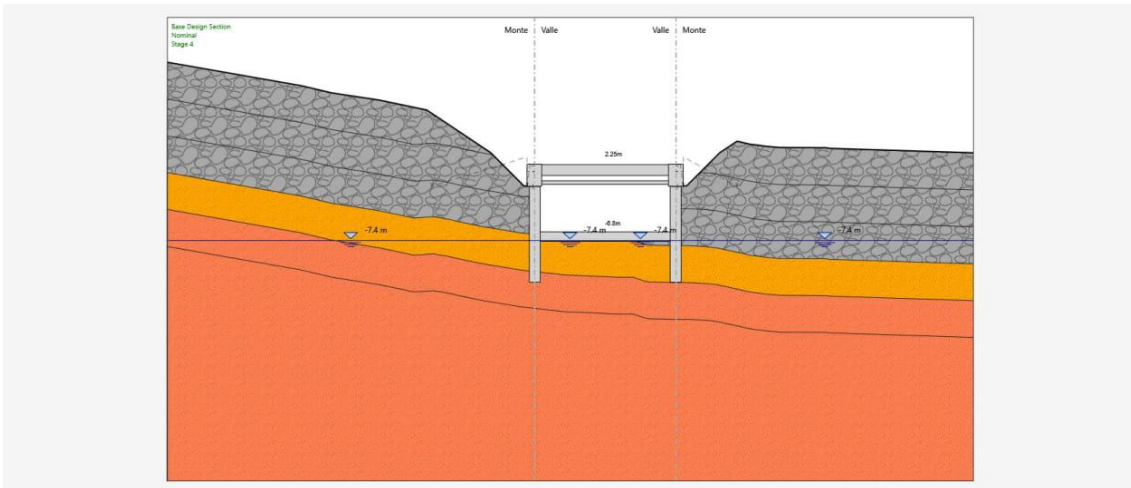 Base Design Section
Nominal
Stage 4
Monte Valle Valle Monte
2.25m
-6.8m
-7.4 m -7.4 m -7.4 m -7.4 m